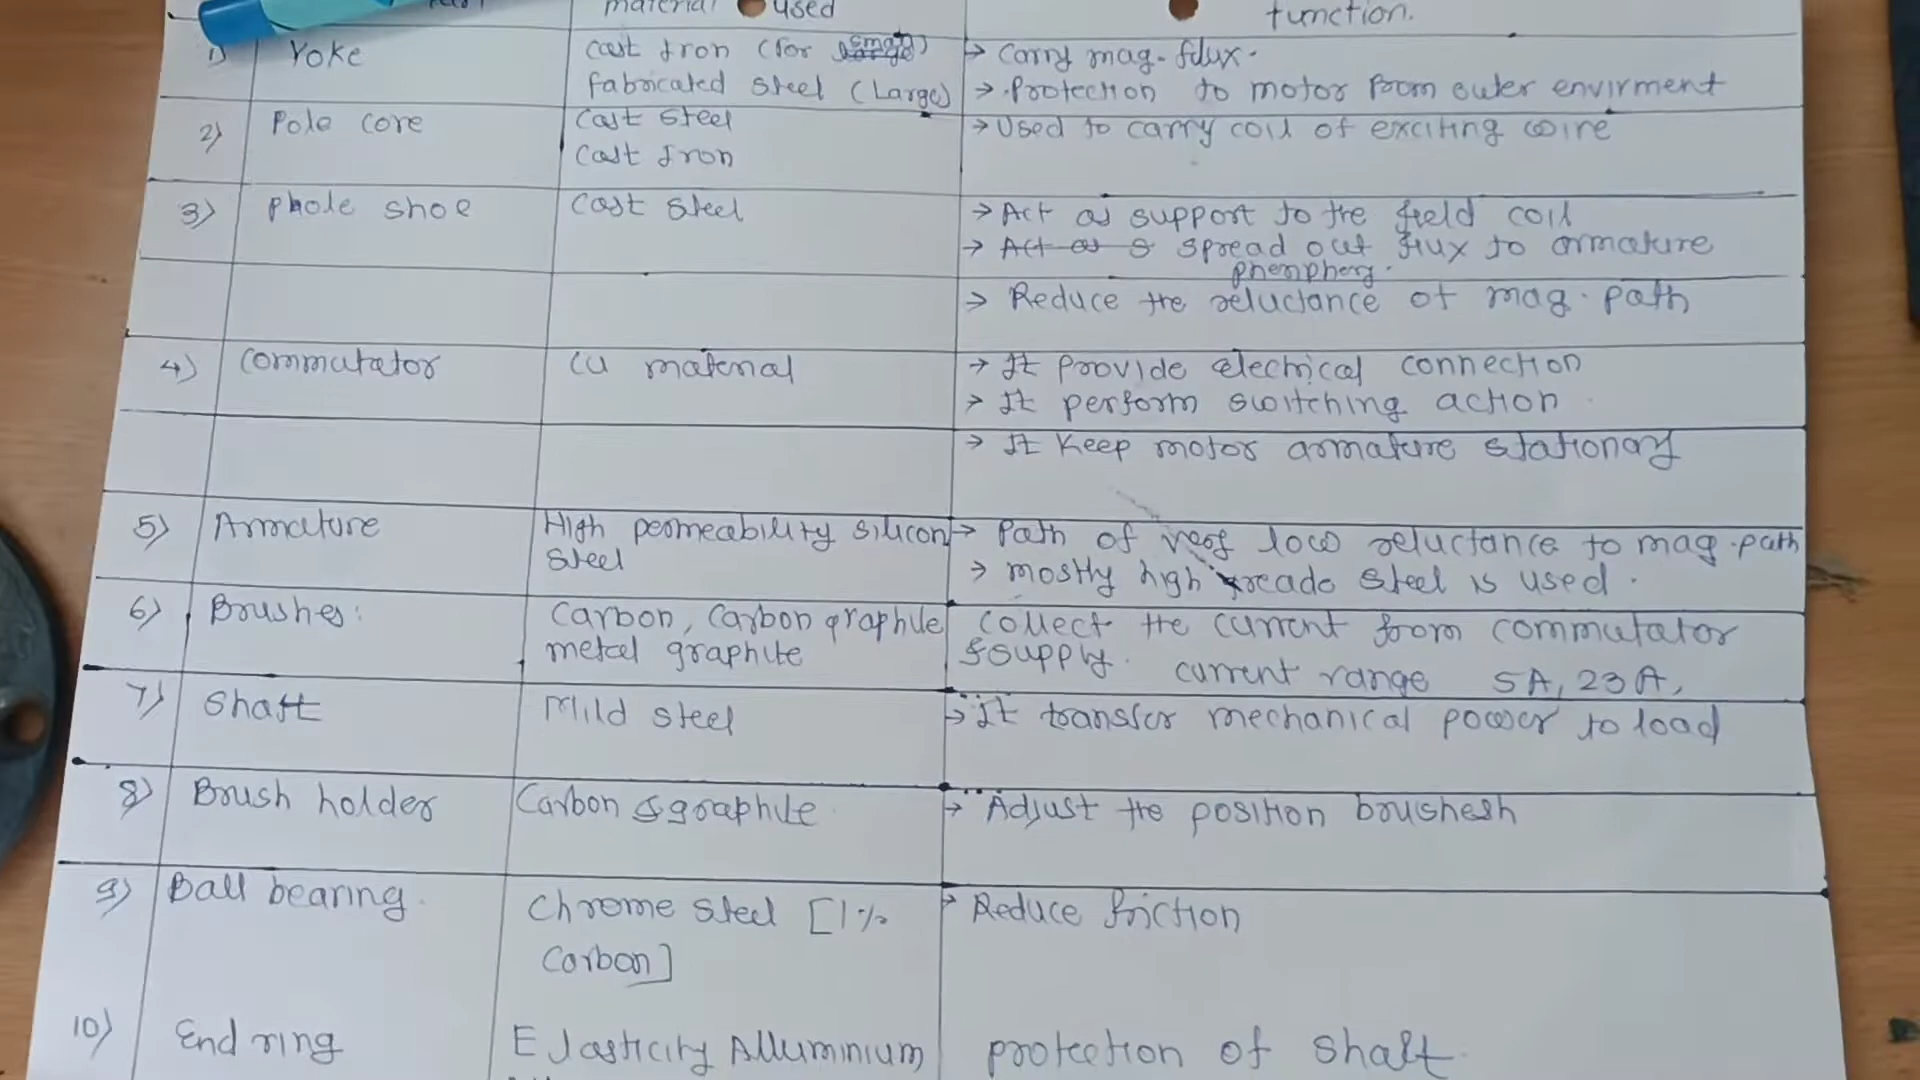 material used function.
1) Yoke Cast Iron (for small) → Carry mag. flux.
Fabricated steel (Large) → Protection to motor from outer envirment
2) Pole core Cast steel → Used to carry coil of exciting wire
Cast Iron
3) Phole shoe Cast steel → Act as support to the field coil
→ Act as s spread out flux to armature
pheriphery.
→ Reduce the reluctance of mag. path
4) Commutator Cu material → It provide electrical connection
→ It perform switching action
→ It keep motor armature stationary
5) Armature High permeability silicon → Path of very low reluctance to mag. path
steel → mostly high greade steel is used.
6) Brushes: Carbon, Carbon graphite Collect the current from commutator
metal graphite & supply. current range 5A, 23A,
7) Shaft Mild steel → It transfer mechanical power to load
8) Brush holder Carbon & graphite → Adjust the position brushesh
9) Ball bearing. Chrome steel [1% → Reduce friction
Carbon]
10) End ring Elasticity Alluminium protection of shaft.